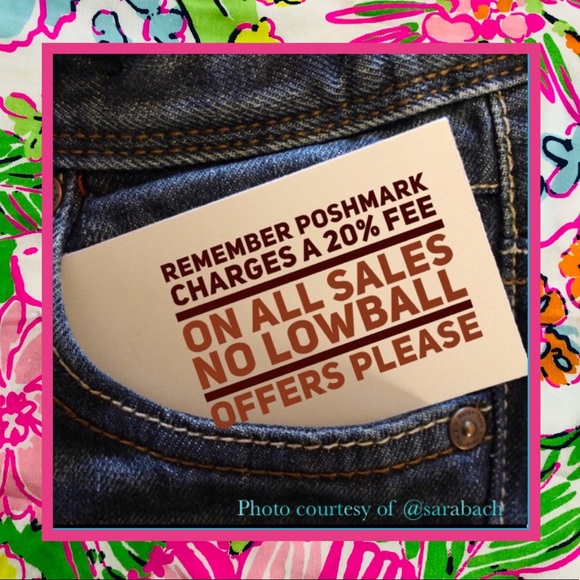 REMEMBER POSHMARK
CHARGES A 20% FEE
ON ALL SALES
NO LOWBALL
OFFERS PLEASE
Photo courtesy of @sarabach